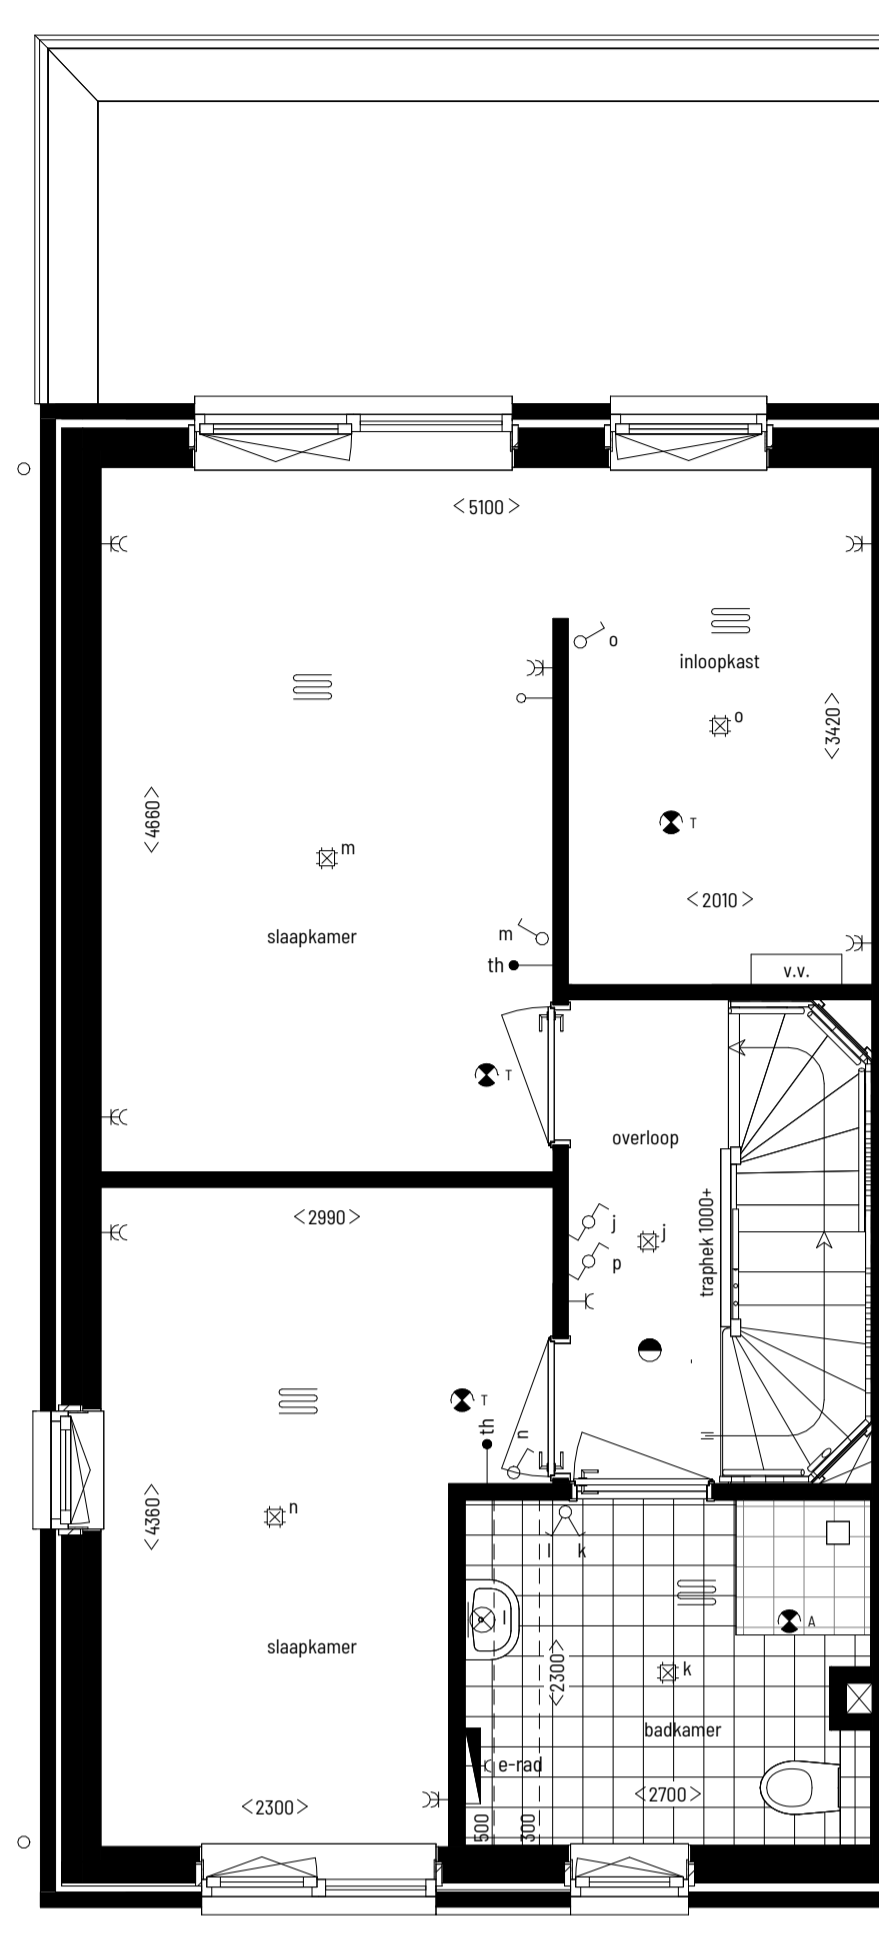 <5100>
o
inloopkast
o
<3420>
<4660>
m
T
<2010>
slaapkamer
m
th
v.v.
T
overloop
<2990>
j
j
p
traphek 1000+
T
th
n
n
<4360>
l k
l
A
slaapkamer
<2300>
k
badkamer
e-rad
<2700>
<2300>
500
300